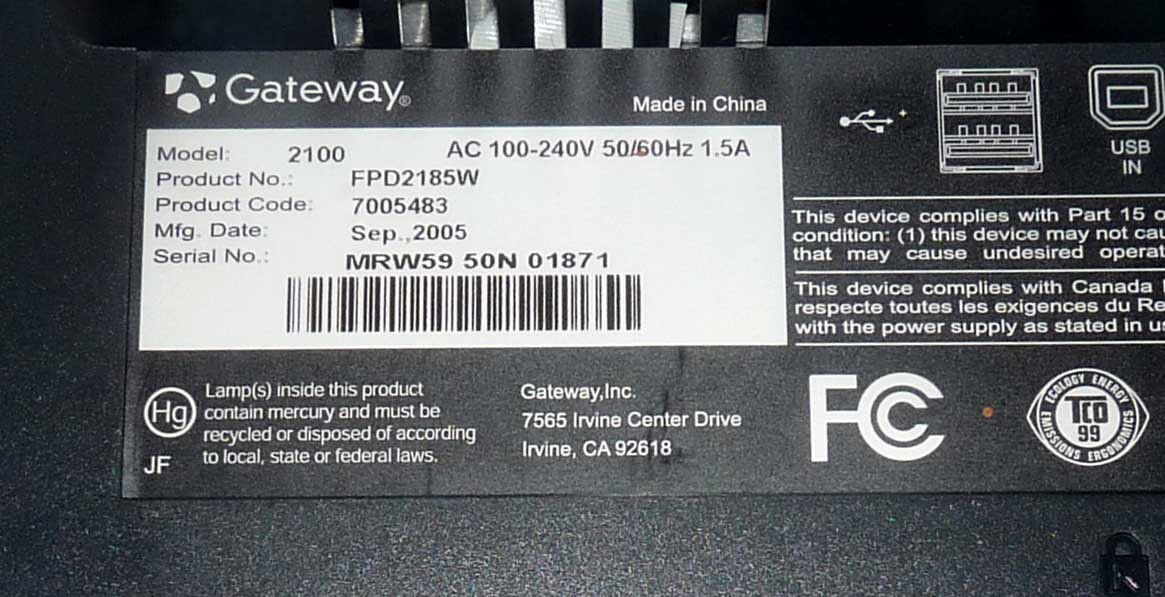 Gateway®
Made in China
Model: 2100 AC 100-240V 50/60Hz 1.5A
Product No.: FPD2185W
Product Code: 7005483
Mfg. Date: Sep.,2005
Serial No.: MRW59 50N 01871
USB
IN
This device complies with Part 15
condition: (1) this device may not
that may cause undesired
This device complies with Canada
respecte toutes les exigences du
with the power supply as stated in
Hg
JF
Lamp(s) inside this product
contain mercury and must be
recycled or disposed of according
to local, state or federal laws.
Gateway,Inc.
7565 Irvine Center Drive
Irvine, CA 92618
FC
ECOLOGY ENERGY
TCO
99
EMISSIONS ERGONOMICS